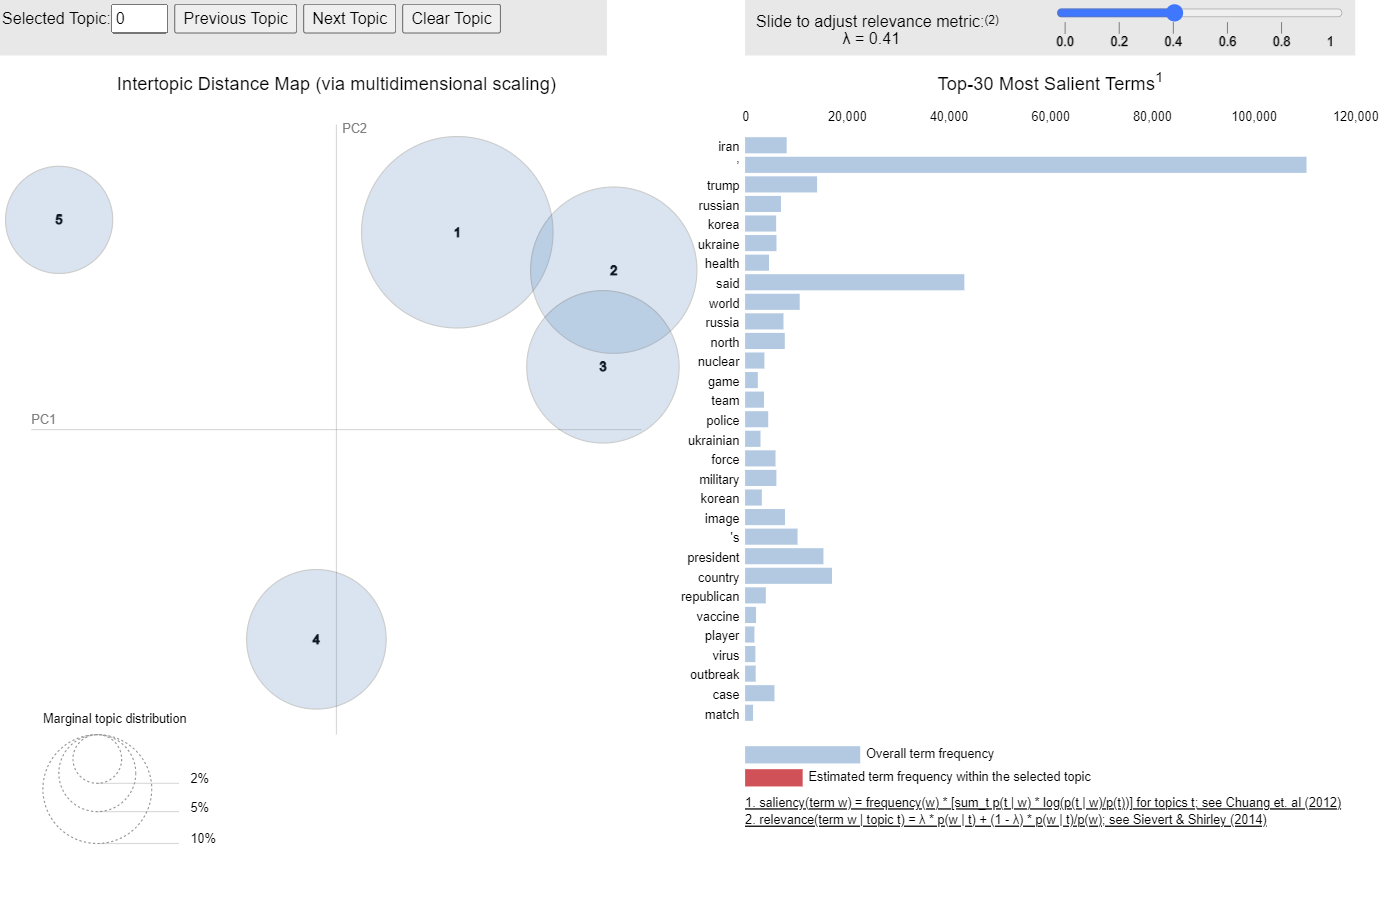 Selected Topic: 0 Previous Topic Next Topic Clear Topic
Slide to adjust relevance metric:(2)
λ = 0.41
0.0 0.2 0.4 0.6 0.8 1
Intertopic Distance Map (via multidimensional scaling)
PC2
PC1
5
1
2
3
4
Marginal topic distribution
2%
5%
10%
Top-30 Most Salient Terms1
0 20,000 40,000 60,000 80,000 100,000 120,000
iran
’
trump
russian
korea
ukraine
health
said
world
russia
north
nuclear
game
team
police
ukrainian
force
military
korean
image
's
president
country
republican
vaccine
player
virus
outbreak
case
match
Overall term frequency
Estimated term frequency within the selected topic
1. saliency(term w) = frequency(w) * [sum_t p(t | w) * log(p(t | w)/p(t))] for topics t; see Chuang et. al (2012)
2. relevance(term w | topic t) = λ * p(w | t) + (1 - λ) * p(w | t)/p(w); see Sievert & Shirley (2014)